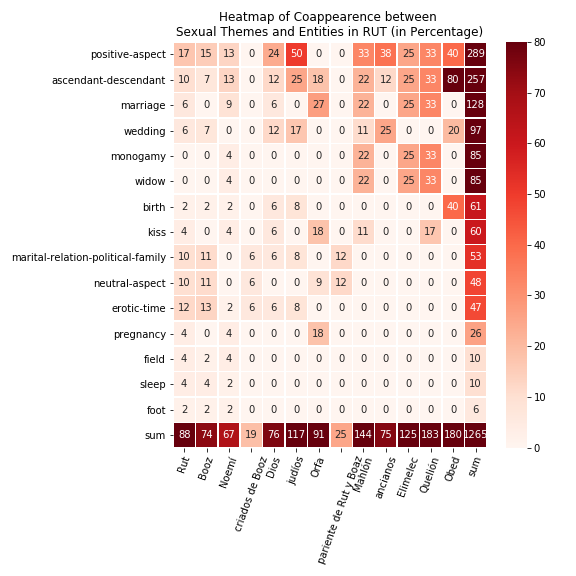 Heatmap of Coappearence between
Sexual Themes and Entities in RUT (in Percentage)
positive-aspect 17 15 13 0 24 50 0 0 33 38 25 33 40 289
ascendant-descendant 10 7 13 0 12 25 18 0 22 12 25 33 80 257
marriage 6 0 9 0 6 0 27 0 22 0 25 33 0 128
wedding 6 7 0 0 12 17 0 0 11 25 0 0 20 97
monogamy 0 0 4 0 0 0 0 0 22 0 25 33 0 85
widow 0 0 4 0 0 0 0 0 22 0 25 33 0 85
birth 2 2 2 0 6 8 0 0 0 0 0 0 40 61
kiss 4 0 4 0 6 0 18 0 11 0 0 17 0 60
marital-relation-political-family 10 11 0 6 6 8 0 12 0 0 0 0 0 53
neutral-aspect 10 11 0 6 0 0 9 12 0 0 0 0 0 48
erotic-time 12 13 2 6 6 8 0 0 0 0 0 0 0 47
pregnancy 4 0 4 0 0 0 18 0 0 0 0 0 0 26
field 4 2 4 0 0 0 0 0 0 0 0 0 0 10
sleep 4 4 2 0 0 0 0 0 0 0 0 0 0 10
foot 2 2 2 0 0 0 0 0 0 0 0 0 0 6
sum 88 74 67 19 76 117 91 25 144 75 125 183 180 1265
Rut
Booz
Noemí
criados de Booz
Dios
judíos
Orfa
pariente de Rut y Boaz
Mahlón
ancianos
Elimelec
Quelión
Obed
sum
80
70
60
50
40
30
20
10
0